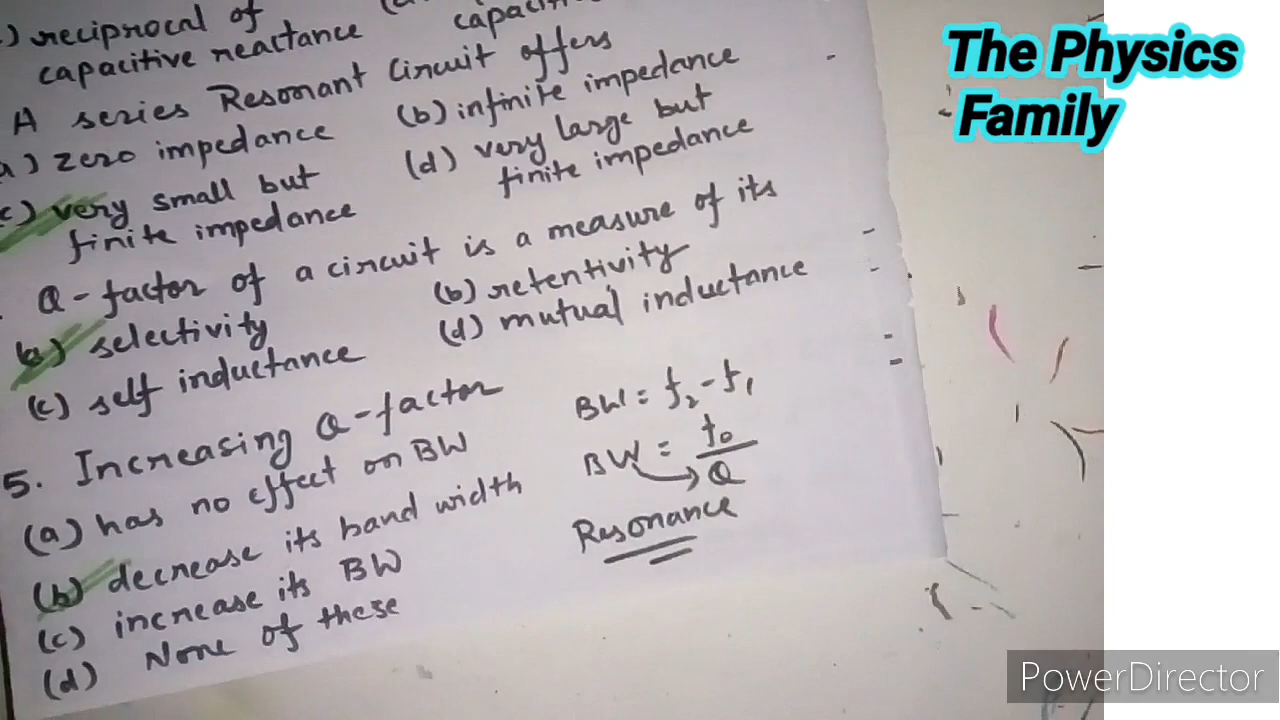 reciprocal of
capacitive reactance
A series Resonant Circuit offers
a) zero impedance (b) infinite impedance
(c) very small but (d) very large but
finite impedance finite impedance
Q-factor of a circuit is a measure of its
(a) selectivity (b) retentivity
(c) self inductance (d) mutual inductance
5. Increasing Q-factor
(a) has no effect on BW
(b) decrease its band width
(c) increase its BW
(d) None of these
BW = f₂ - f₁
BW = f₀ / Q
Resonance
The Physics
Family
PowerDirector